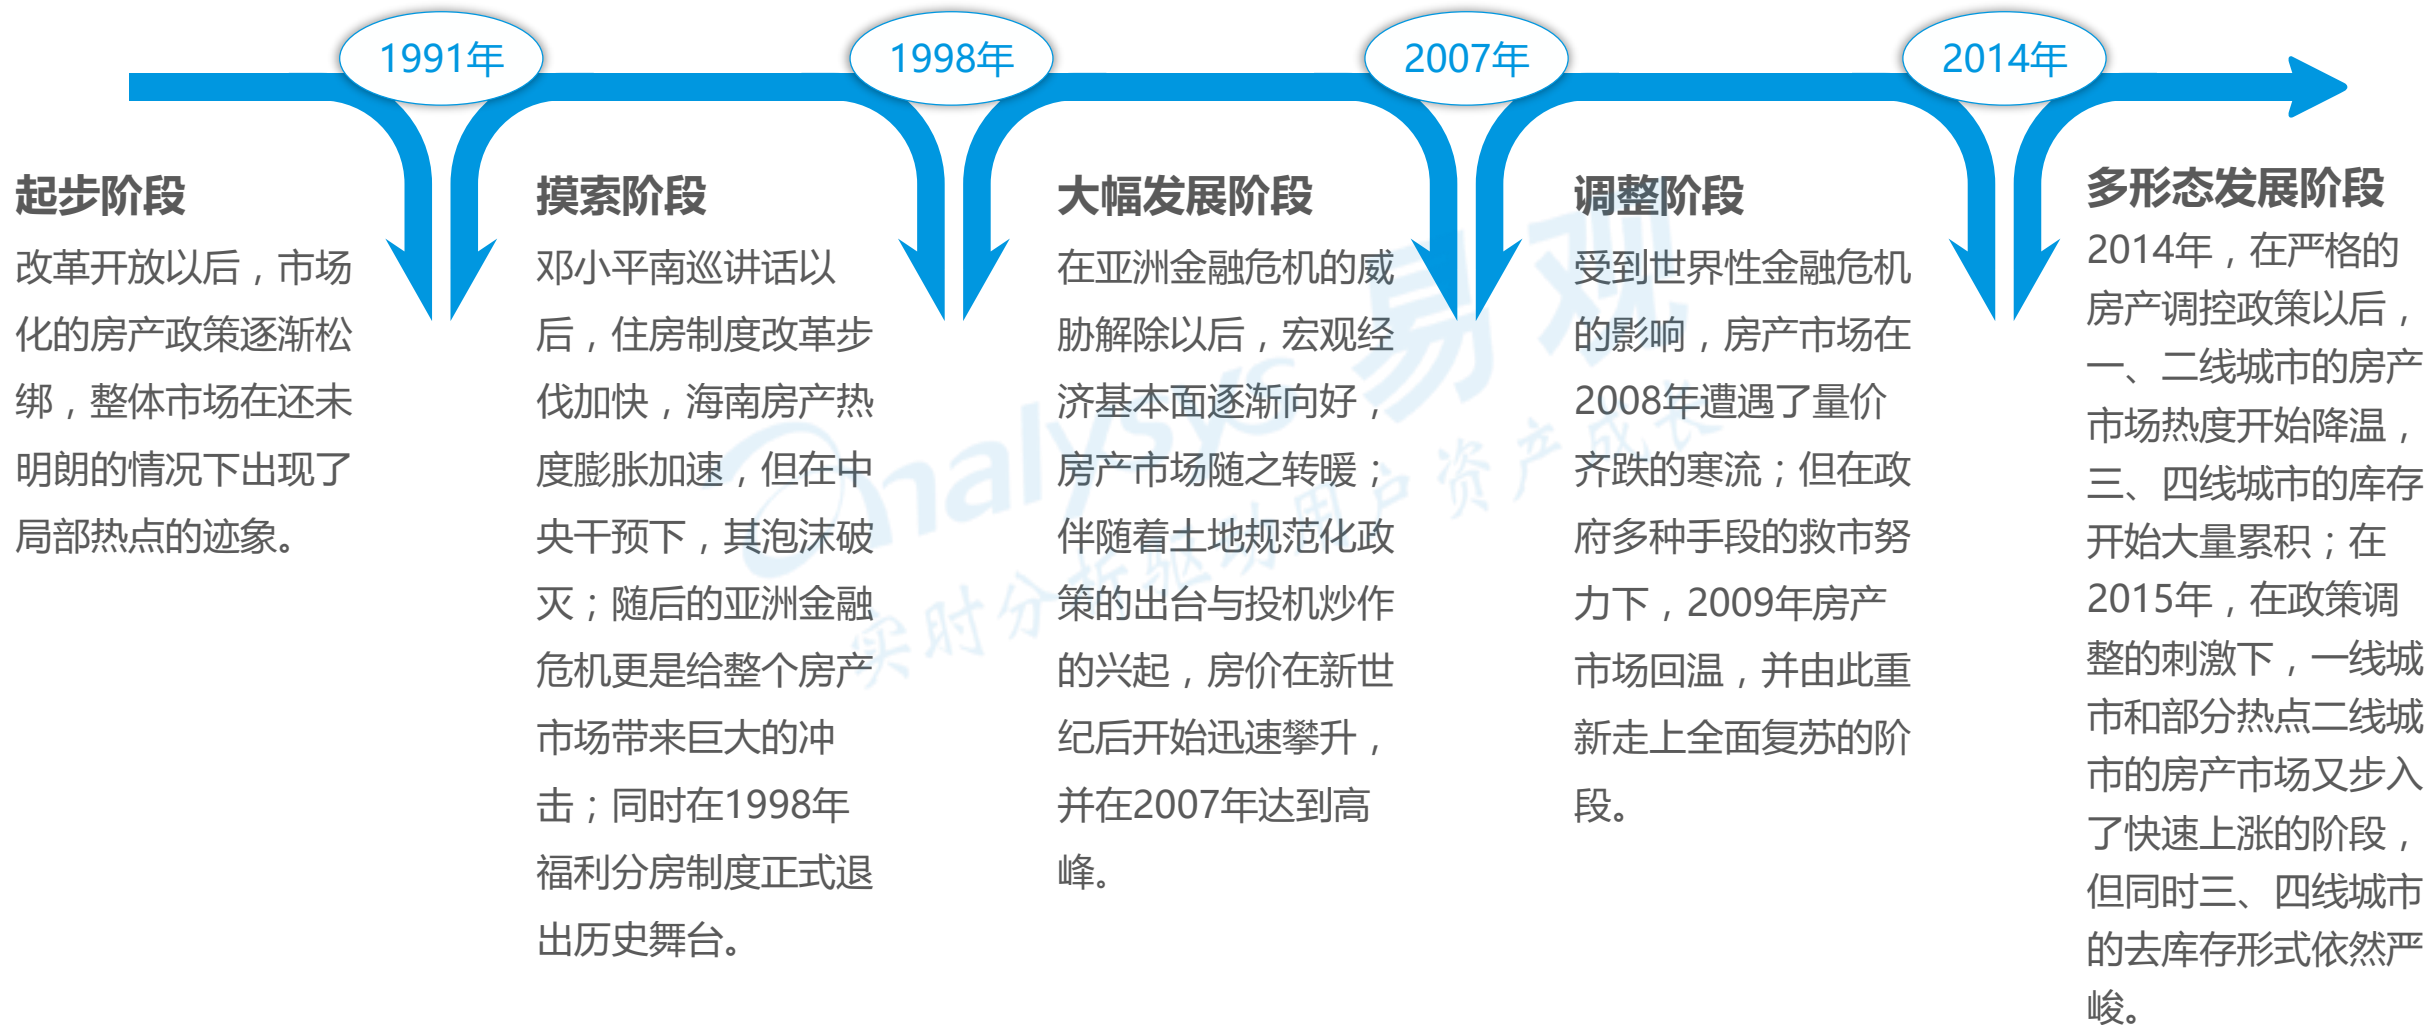 1991年
1998年
2007年
2014年
起步阶段
改革开放以后，市场
化的房产政策逐渐松
绑，整体市场在还未
明朗的情况下出现了
局部热点的迹象。
摸索阶段
邓小平南巡讲话以
后，住房制度改革步
伐加快，海南房产热
度膨胀加速，但在中
央干预下，其泡沫破
灭；随后的亚洲金融
危机更是给整个房产
市场带来巨大的冲
击；同时在1998年
福利分房制度正式退
出历史舞台。
大幅发展阶段
在亚洲金融危机的威
胁解除以后，宏观经
济基本面逐渐向好，
房产市场随之转暖；
伴随着土地规范化政
策的出台与投机炒作
的兴起，房价在新世
纪后开始迅速攀升，
并在2007年达到高
峰。
调整阶段
受到世界性金融危机
的影响，房产市场在
2008年遭遇了量价
齐跌的寒流；但在政
府多种手段的救市努
力下，2009年房产
市场回温，并由此重
新走上全面复苏的阶
段。
多形态发展阶段
2014年，在严格的
房产调控政策以后，
一、二线城市的房产
市场热度开始降温，
三、四线城市的库存
开始大量累积；在
2015年，在政策调
整的刺激下，一线城
市和部分热点二线城
市的房产市场又步入
了快速上涨的阶段，
但同时三、四线城市
的去库存形式依然严
峻。
Analysys 易观
实时分析驱动用户资产成长